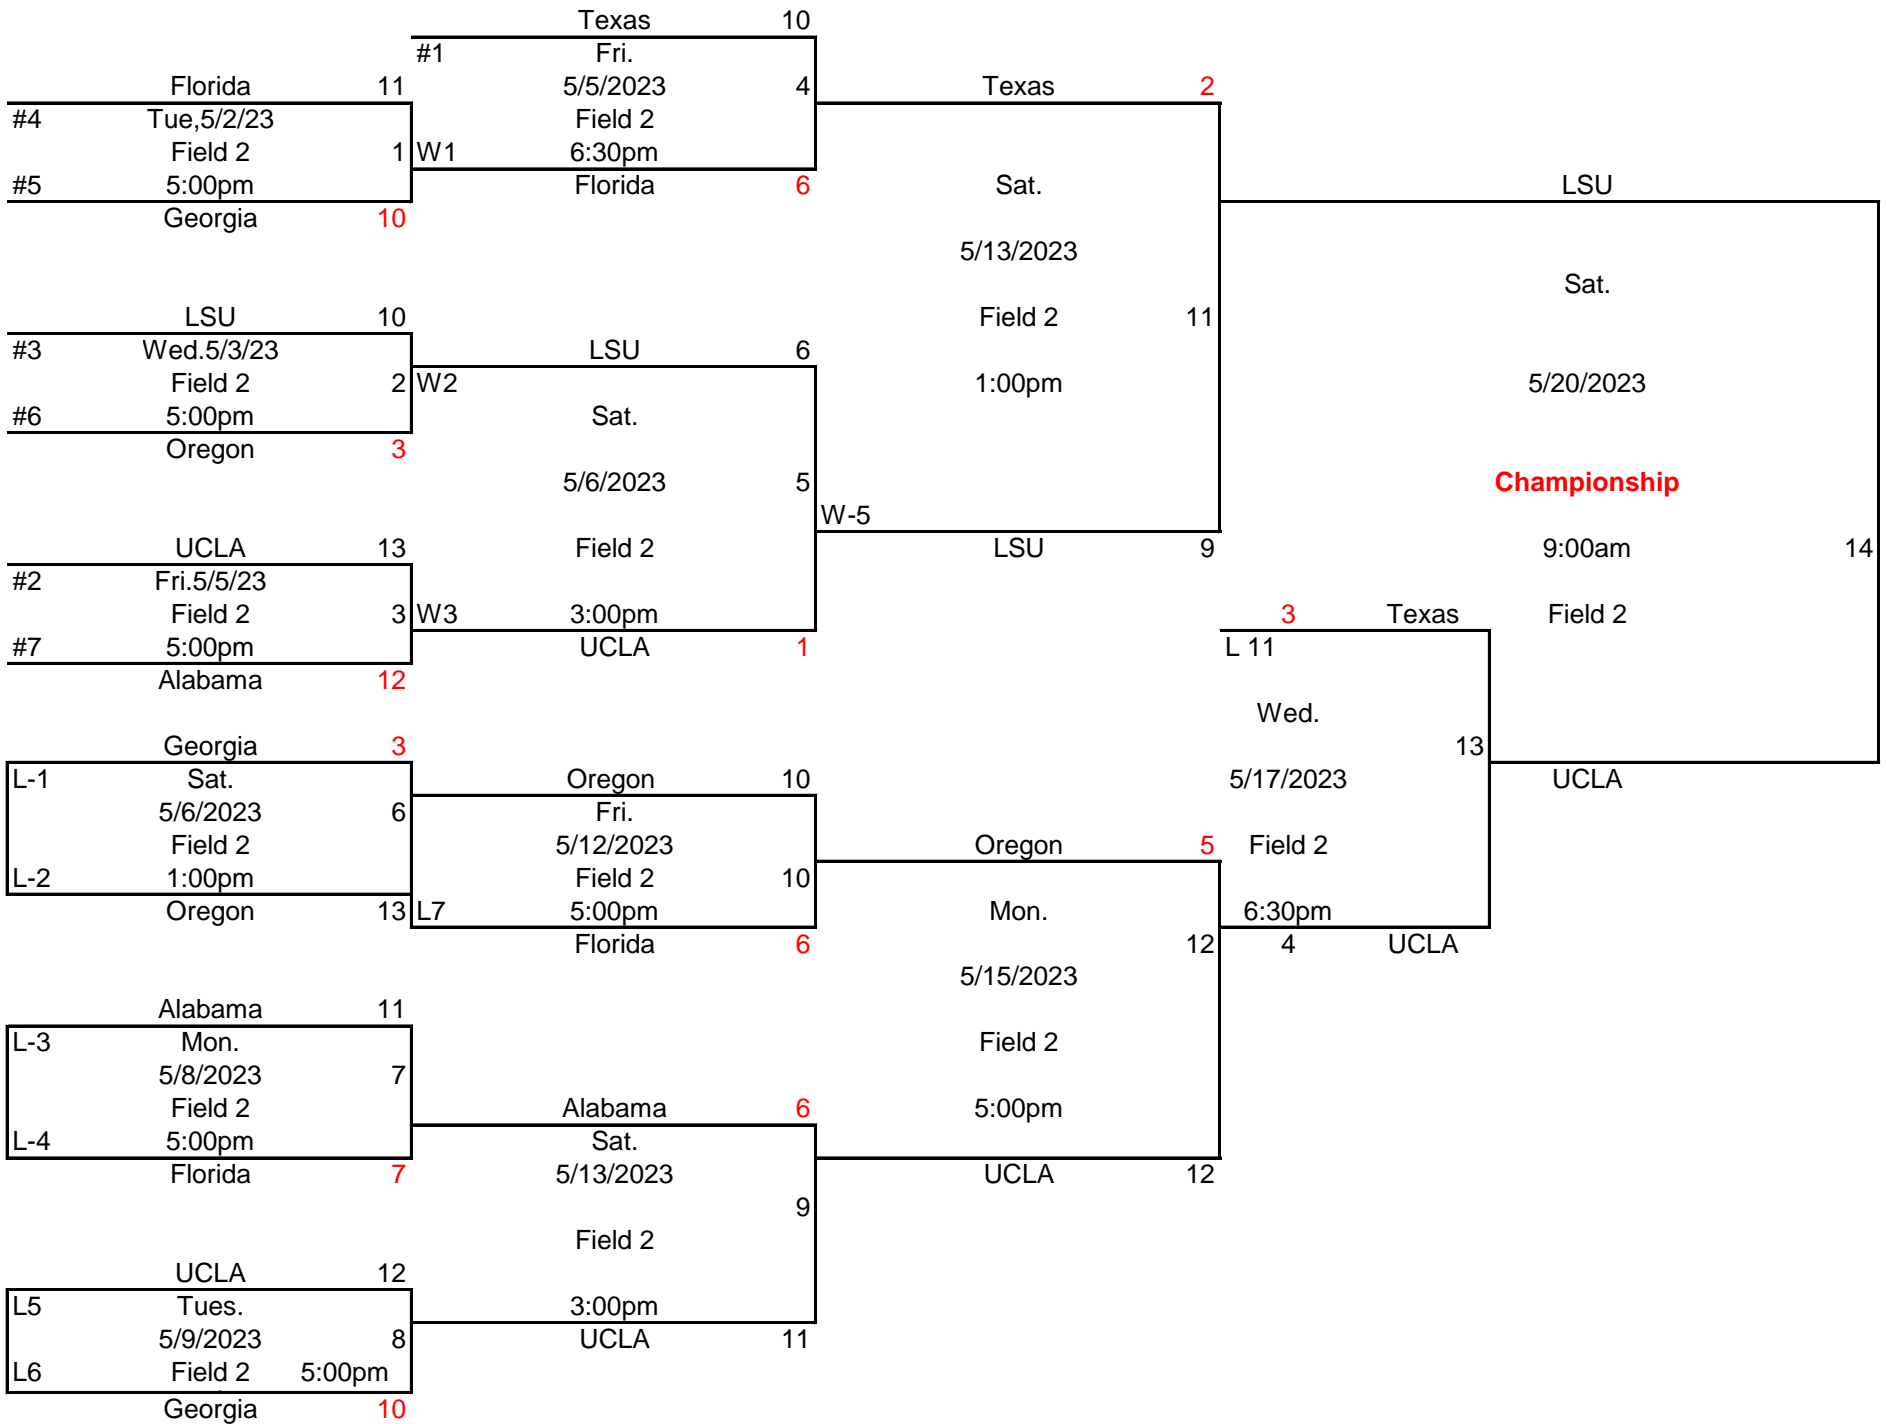 Texas 10
#1 Fri.
Florida 11 5/5/2023 4 Texas 2
#4 Tue,5/2/23 Field 2
Field 2 1 W1 6:30pm
#5 5:00pm Florida 6 Sat. LSU
Georgia 10
5/13/2023
Sat.
LSU 10 Field 2 11
#3 Wed.5/3/23 LSU 6
Field 2 2 W2 1:00pm 5/20/2023
#6 5:00pm Sat.
Oregon 3
5/6/2023 5 Championship
W-5
UCLA 13 Field 2 LSU 9 9:00am 14
#2 Fri.5/5/23
Field 2 3 W3 3:00pm 3 Texas Field 2
#7 5:00pm UCLA 1 L 11
Alabama 12
Wed.
Georgia 3 13
L-1 Sat. Oregon 10 5/17/2023 UCLA
5/6/2023 6 Fri.
Field 2 5/12/2023 Oregon 5 Field 2
L-2 1:00pm Field 2 10
Oregon 13 L7 5:00pm Mon. 6:30pm
Florida 6 12 4 UCLA
5/15/2023
Alabama 11
L-3 Mon. Field 2
5/8/2023 7
Field 2 Alabama 6 5:00pm
L-4 5:00pm Sat.
Florida 7 5/13/2023 UCLA 12
9
Field 2
UCLA 12
L5 Tues. 3:00pm
5/9/2023 8 UCLA 11
L6 Field 2 5:00pm
Georgia 10